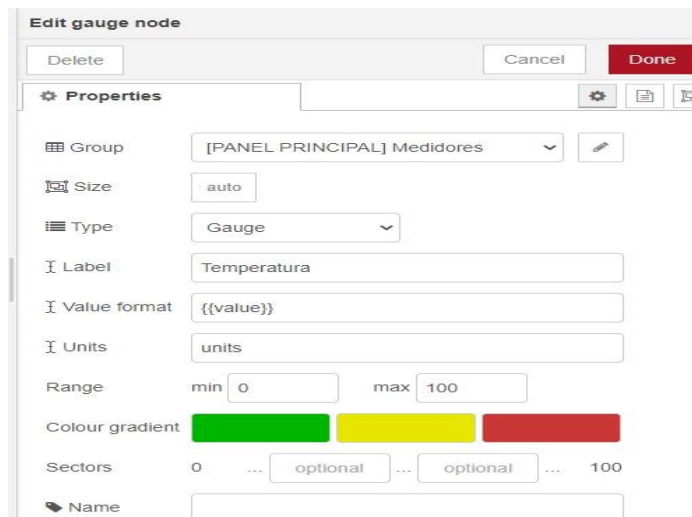 Edit gauge node
Delete Cancel Done
Properties
Group [PANEL PRINCIPAL] Medidores
Size auto
Type Gauge
Label Temperatura
Value format {{value}}
Units units
Range min 0 max 100
Colour gradient
Sectors 0 ... optional ... optional ... 100
Name